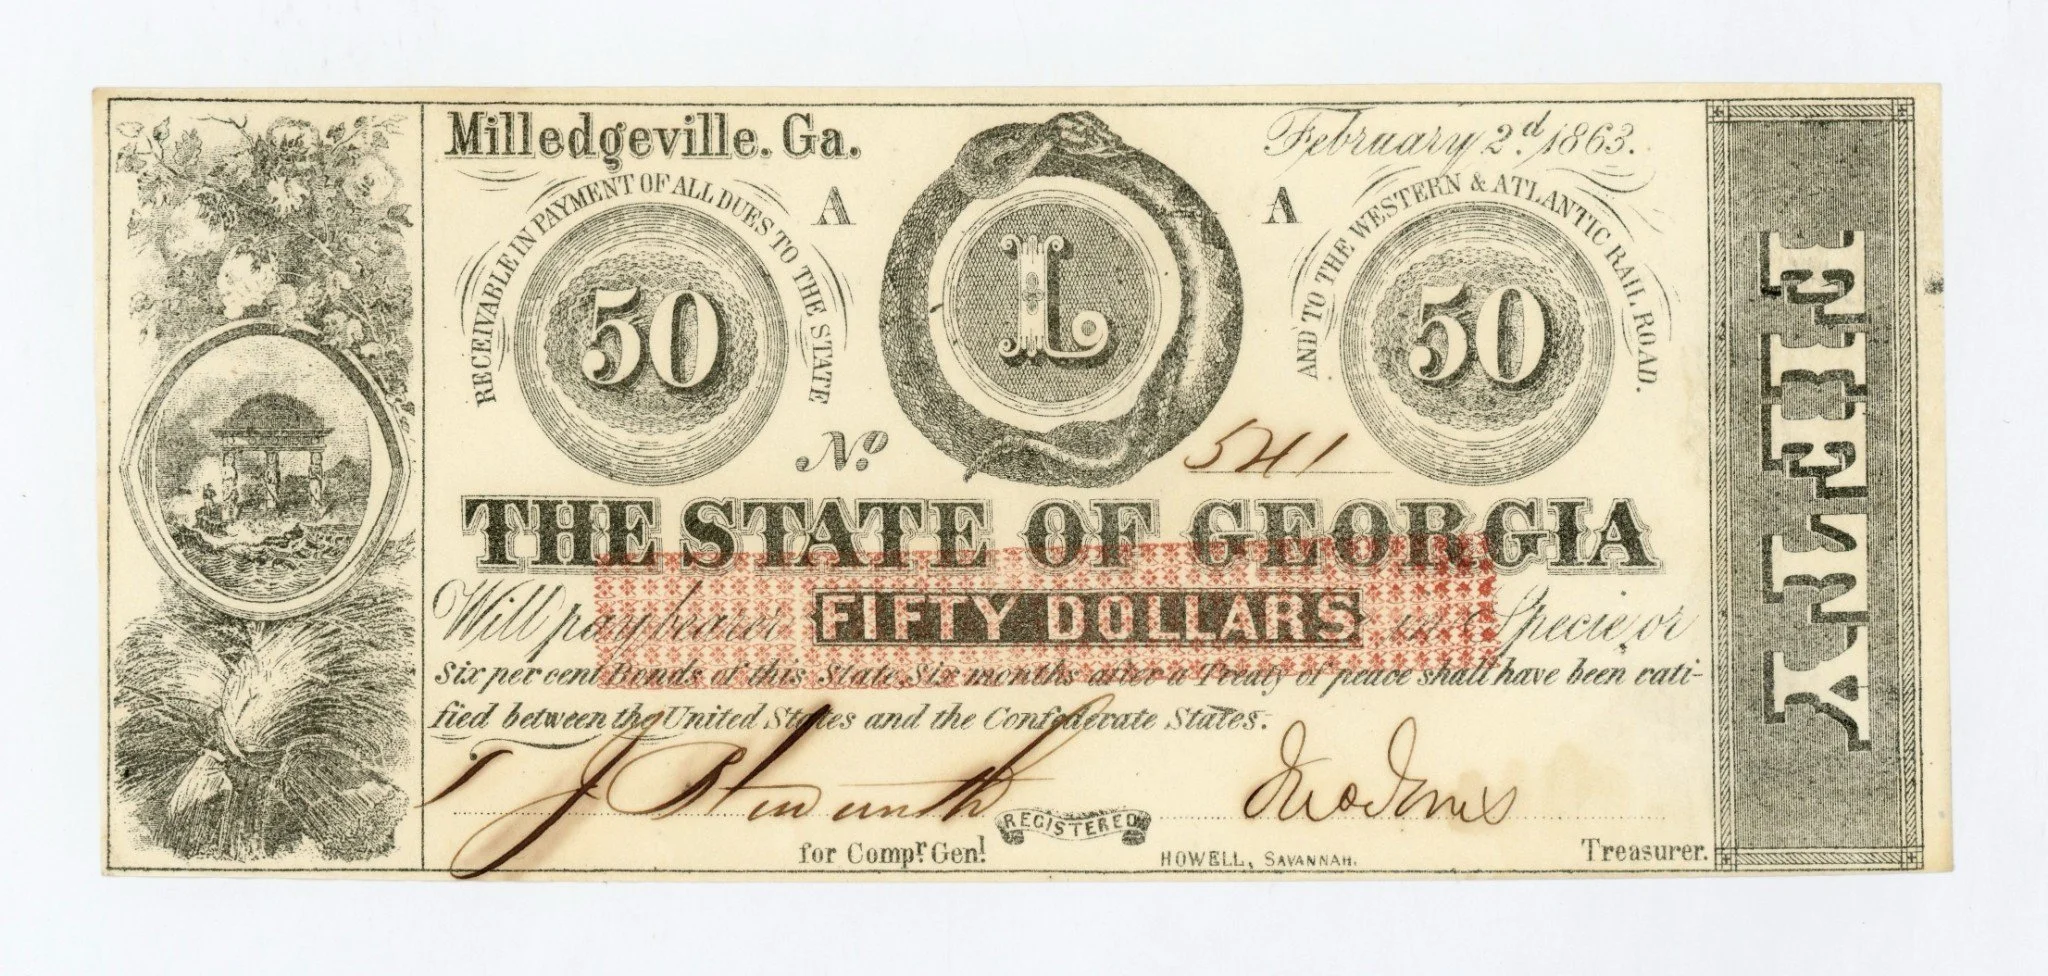 Milledgeville. Ga.
February 2.d 1863.
RECEIVABLE IN PAYMENT OF ALL DUES TO THE STATE
A
A
AND TO THE WESTERN & ATLANTIC RAIL ROAD.
50
L
50
No. 541
THE STATE OF GEORGIA
Will pay bearer FIFTY DOLLARS in Specie, or
Six per cent Bonds of this State, Six months after a Treaty of peace shall have been rati-
fied between the United States and the Confederate States.
Jno Jones
REGISTERED
for Compr. Genl.
HOWELL, SAVANNAH.
Treasurer.
FIFTY